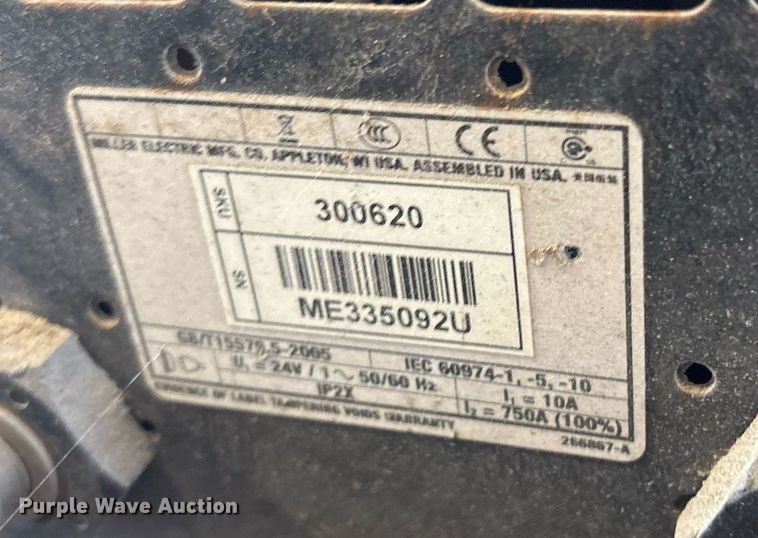 CCC CE
MILLER ELECTRIC MFG. CO. APPLETON, WI USA. ASSEMBLED IN USA.
SKU 300620
SN
ME335092U
GB/T15579.5-2005 IEC 60974-1, -5, -10
U₁ = 24V / 1 ~ 50/60 Hz I₁ = 10A
IP2X I₂ = 750A (100%)
EVIDENCE OF LABEL TAMPERING VOIDS WARRANTY
266867-A
Purple Wave Auction